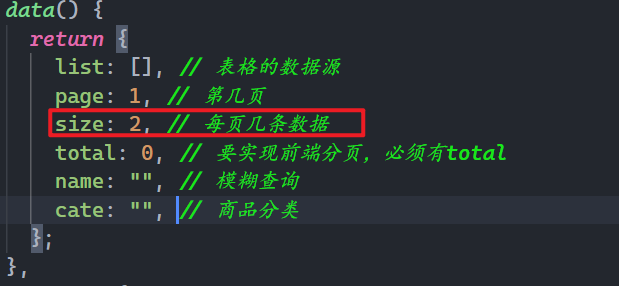 data() {
return {
list: [], // 表格的数据源
page: 1, // 第几页
size: 2, // 每页几条数据
total: 0, // 要实现前端分页，必须有total
name: "", // 模糊查询
cate: "", // 商品分类
};
},